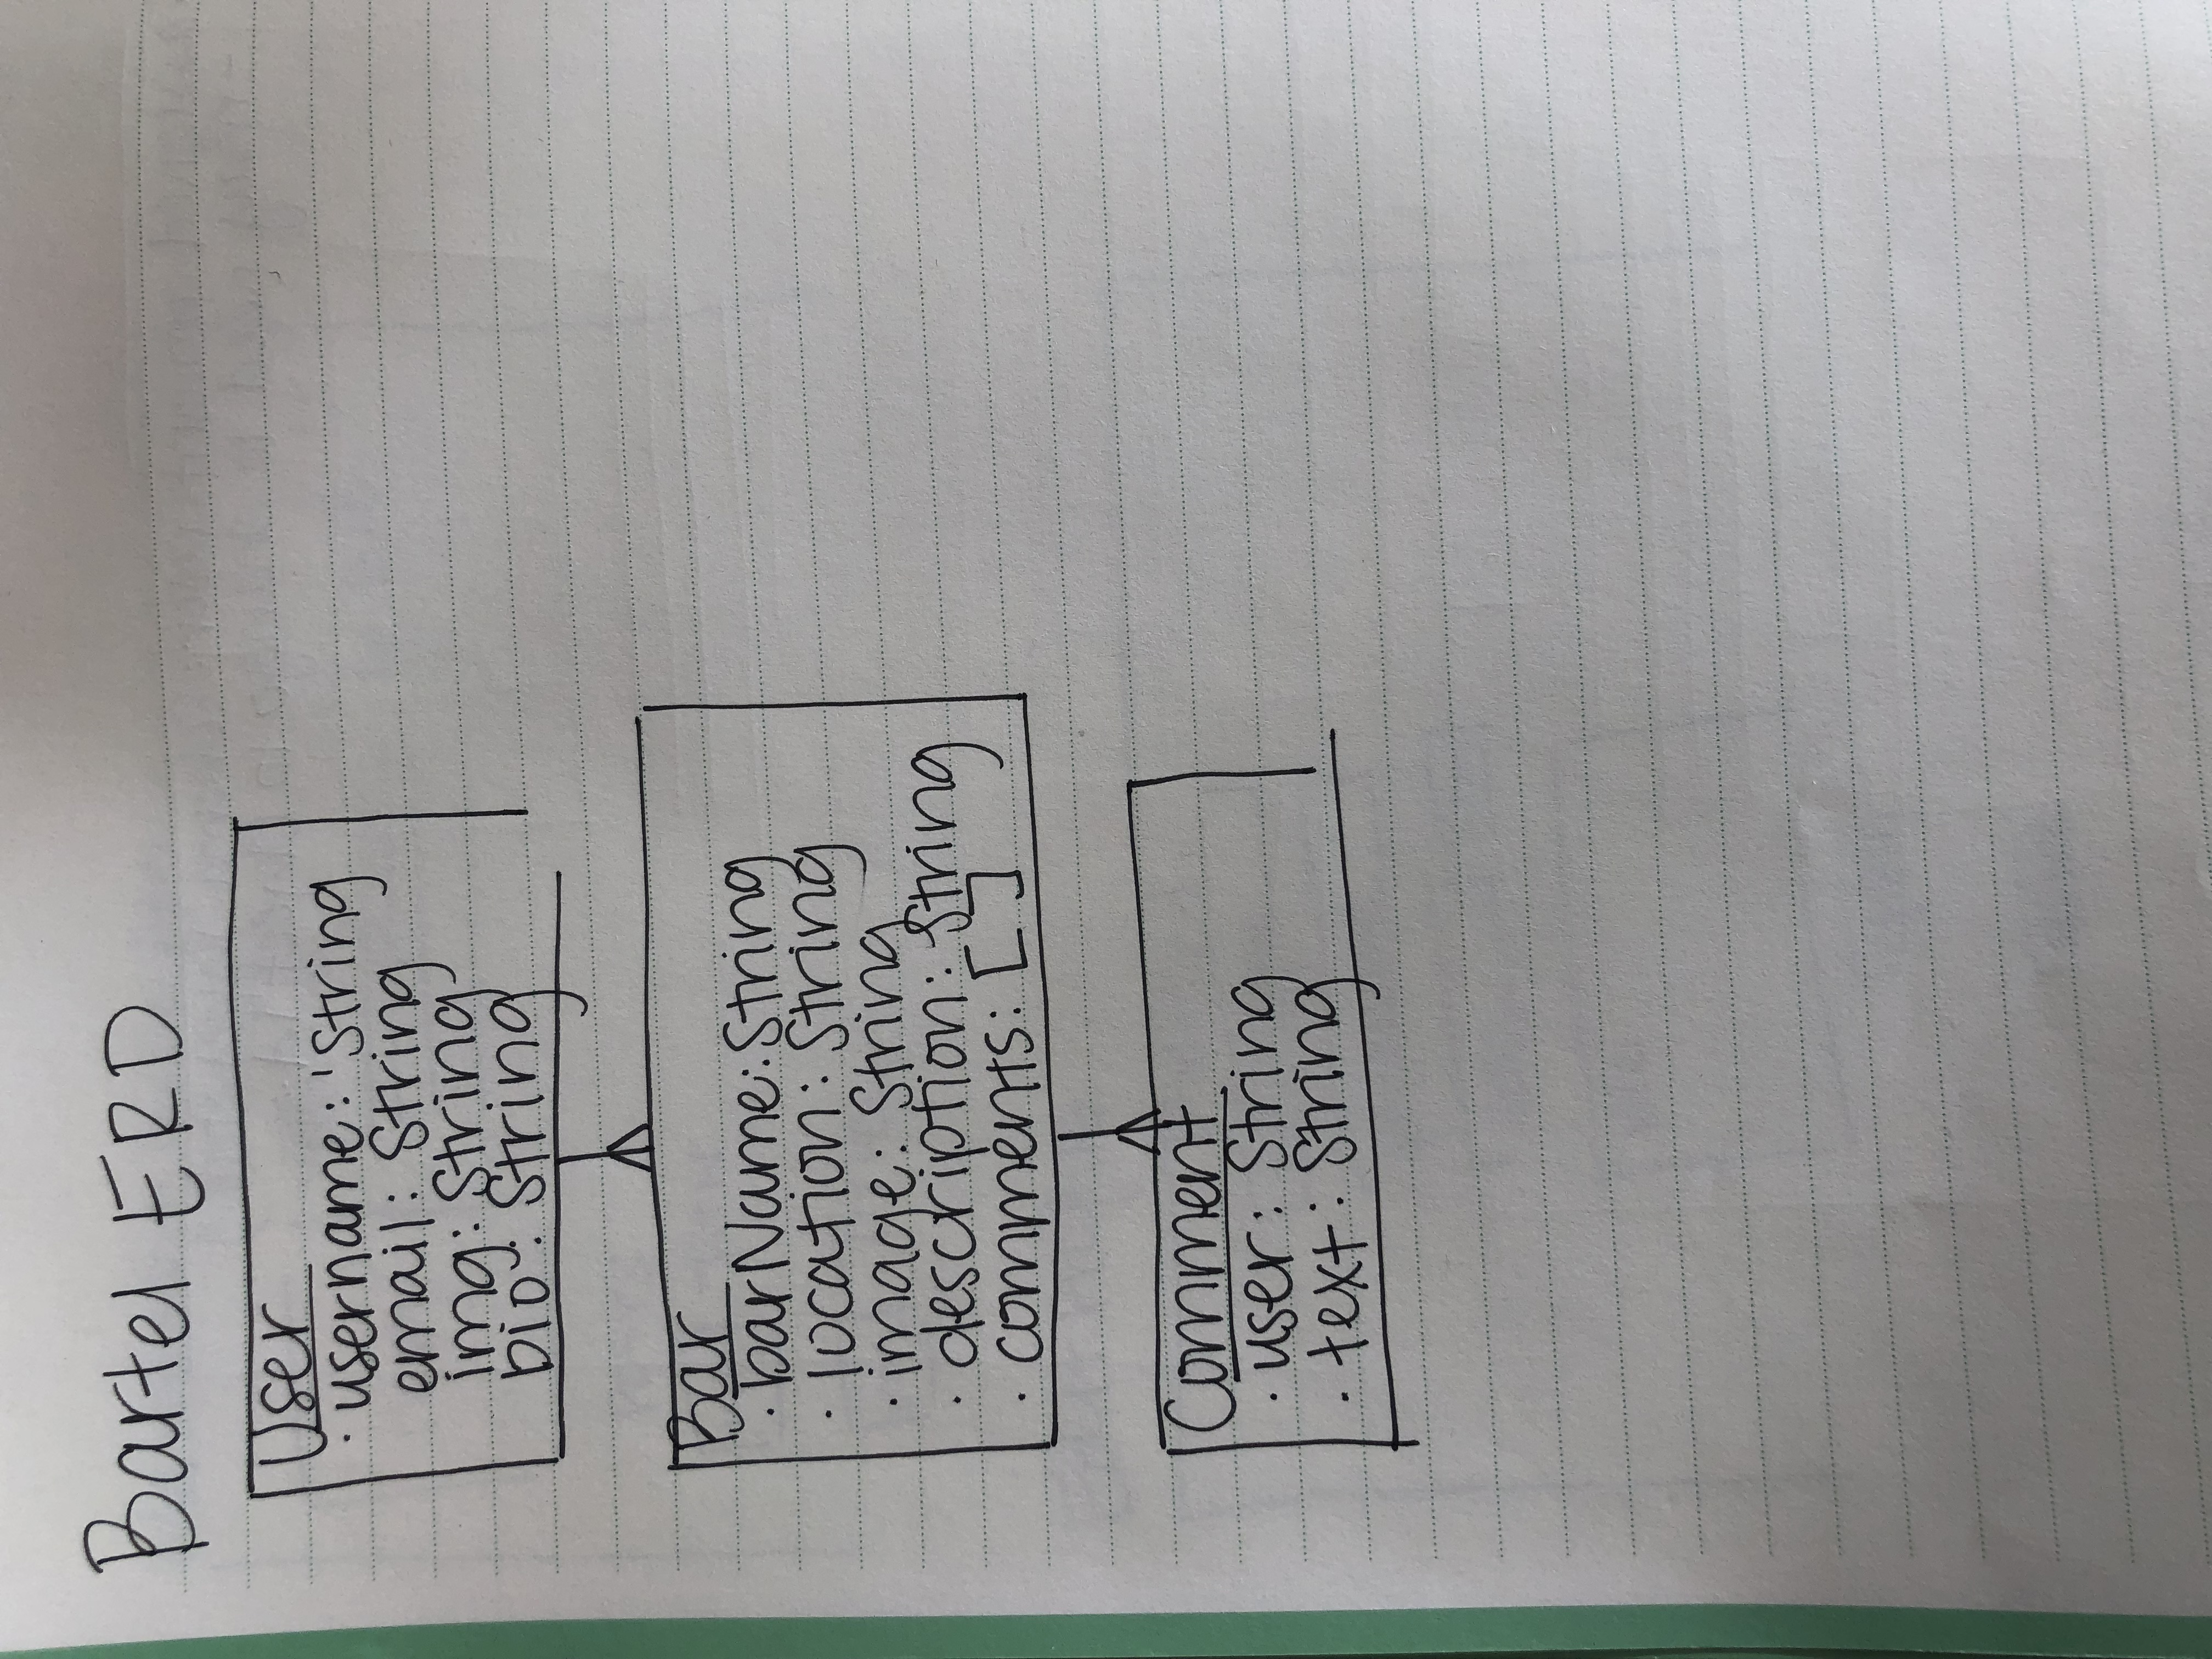 Bartel ERD
User
· username: 'String
email: String
img: String
bio: String
Bar
· barName: String
· location: String
· image: String
· description: String
· comments: [ ]
Comment
· user: String
· text: String